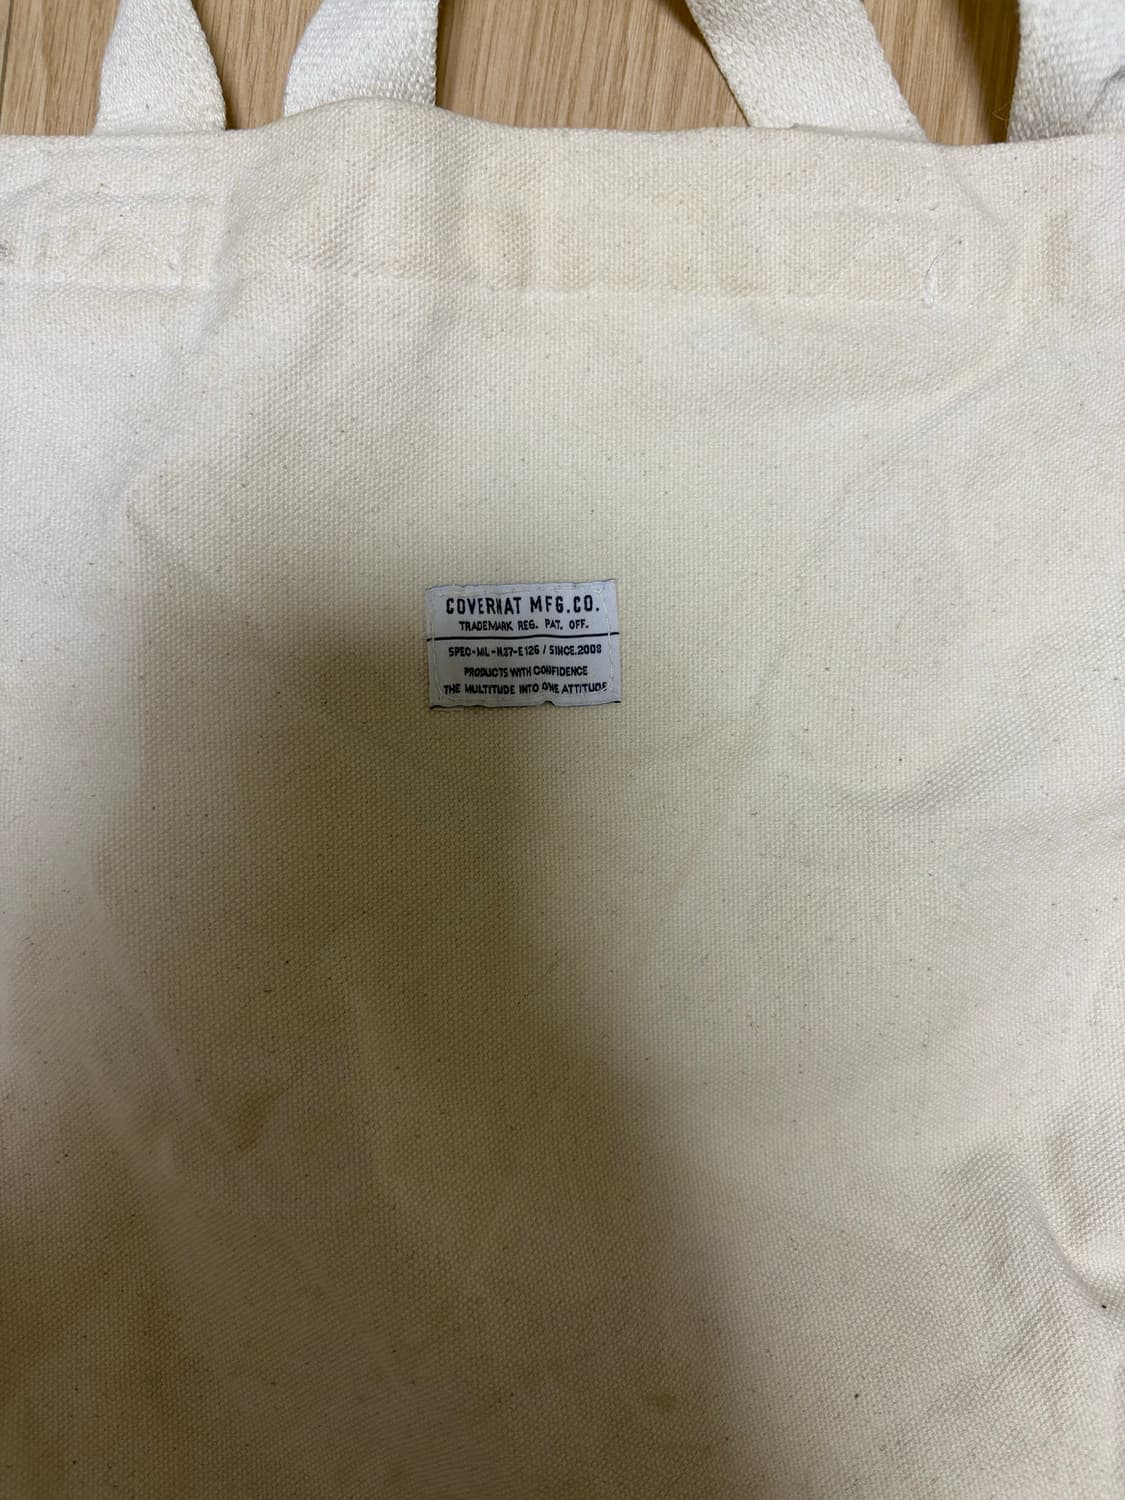 COVERNAT MFG.CO.
TRADEMARK REG. PAT. OFF.
SPEC-MIL-N.37-E126 / SINCE.2008
PRODUCTS WITH CONFIDENCE
THE MULTITUDE INTO ONE ATTITUDE